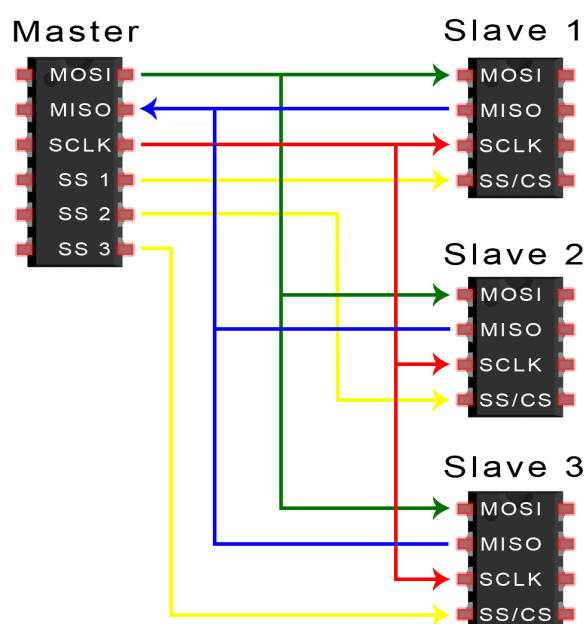 Master
MOSI
MISO
SCLK
SS 1
SS 2
SS 3
Slave 1
MOSI
MISO
SCLK
SS/CS
Slave 2
MOSI
MISO
SCLK
SS/CS
Slave 3
MOSI
MISO
SCLK
SS/CS